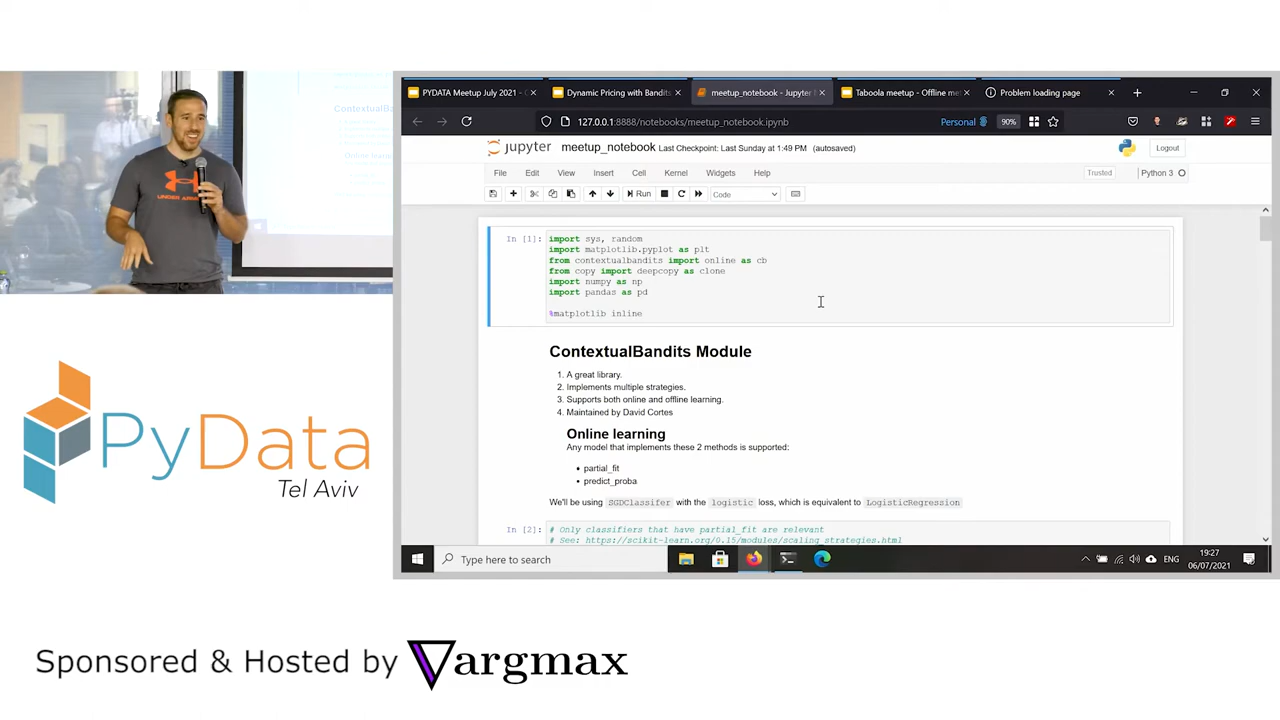 PYDATA Meetup July 2021 -
Dynamic Pricing with Bandits
meetup_notebook - Jupyter
Taboola meetup - Offline
Problem loading page
127.0.0.1:8888/notebooks/meetup_notebook.ipynb
Personal
90%
jupyter meetup_notebook Last Checkpoint: Last Sunday at 1:49 PM (autosaved)
Logout
File Edit View Insert Cell Kernel Widgets Help
Trusted
Python 3
Run
Code
In [1]: import sys, random
import matplotlib.pyplot as plt
from contextualbandits import online as cb
from copy import deepcopy as clone
import numpy as np
import pandas as pd
%matplotlib inline
ContextualBandits Module
1. A great library.
2. Implements multiple strategies.
3. Supports both online and offline learning.
4. Maintained by David Cortes
Online learning
Any model that implements these 2 methods is supported:
• partial_fit
• predict_proba
We'll be using SGDClassifer with the logistic loss, which is equivalent to LogisticRegression
In [2]: # Only classifiers that have partial_fit are relevant
# See: https://scikit-learn.org/0.15/modules/scaling_strategies.html
Type here to search
ENG
19:27
06/07/2021
UNDER ARMOUR
PyData
Tel Aviv
Sponsored & Hosted by argmax